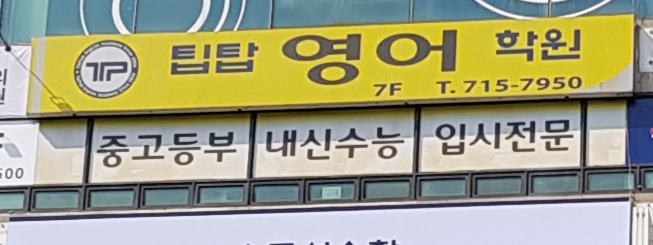 TP 팁탑 영어 학원
7F T. 715-7950
중고등부 내신수능 입시전문